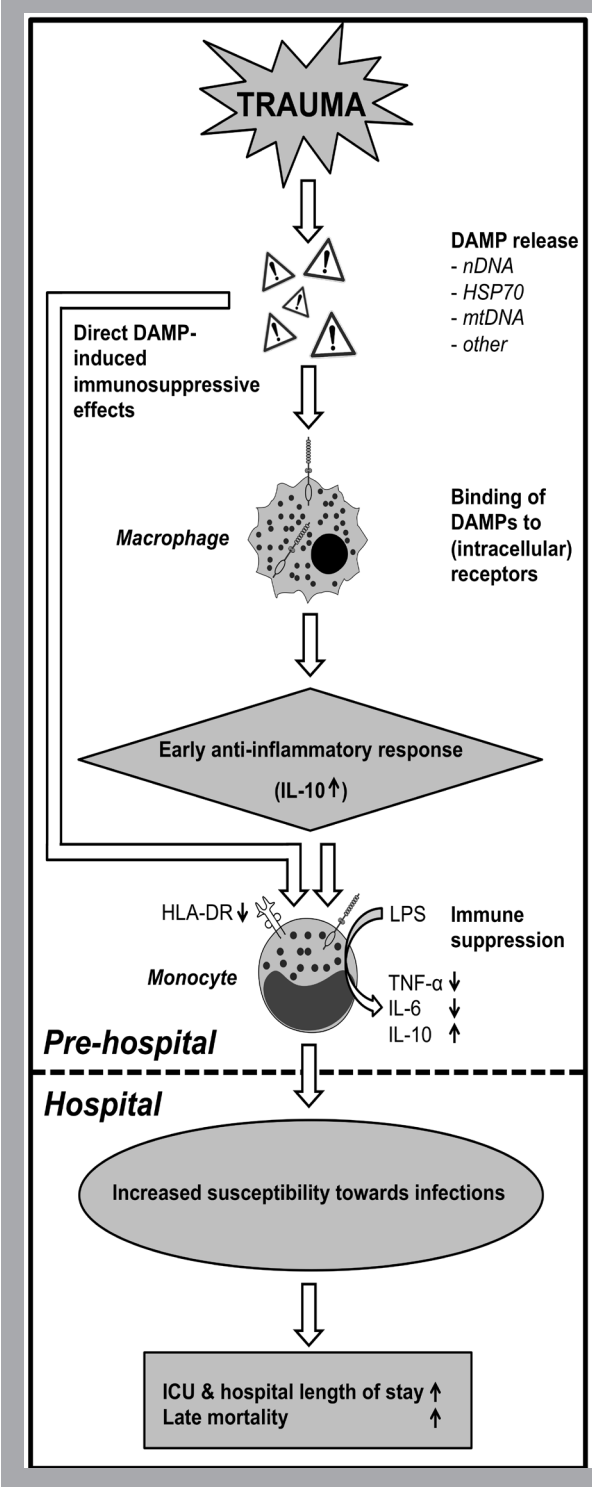 TRAUMA
DAMP release
- nDNA
- HSP70
- mtDNA
- other
Direct DAMP-
induced
immunosuppressive
effects
Macrophage
Binding of
DAMPs to
(intracellular)
receptors
Early anti-inflammatory response
(IL-10↑)
HLA-DR↓
LPS
Immune
suppression
Monocyte
TNF-α ↓
IL-6 ↓
IL-10 ↑
Pre-hospital
Hospital
Increased susceptibility towards infections
ICU & hospital length of stay ↑
Late mortality ↑